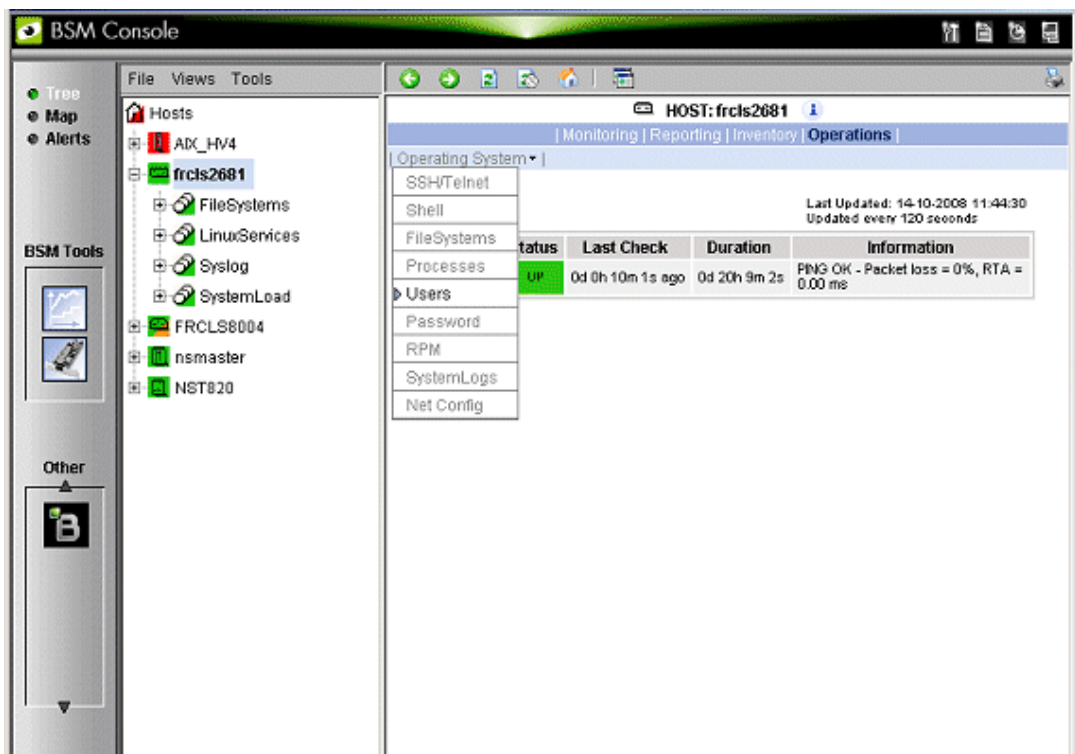 BSM Console
Tree
Map
Alerts
BSM Tools
Other
B
File Views Tools
Hosts
AIX_HV4
frcls2681
FileSystems
LinuxServices
Syslog
SystemLoad
FRCLS8004
nsmaster
NST820
HOST: frcls2681
| Monitoring | Reporting | Inventory | Operations |
| Operating System |
SSH/Telnet
Shell
FileSystems
Processes
Users
Password
RPM
SystemLogs
Net Config
Last Updated: 14-10-2008 11:44:30
Updated every 120 seconds
tatus Last Check Duration Information
UP 0d 0h 10m 1s ago 0d 20h 9m 2s PING OK - Packet loss = 0%, RTA =
0.00 ms